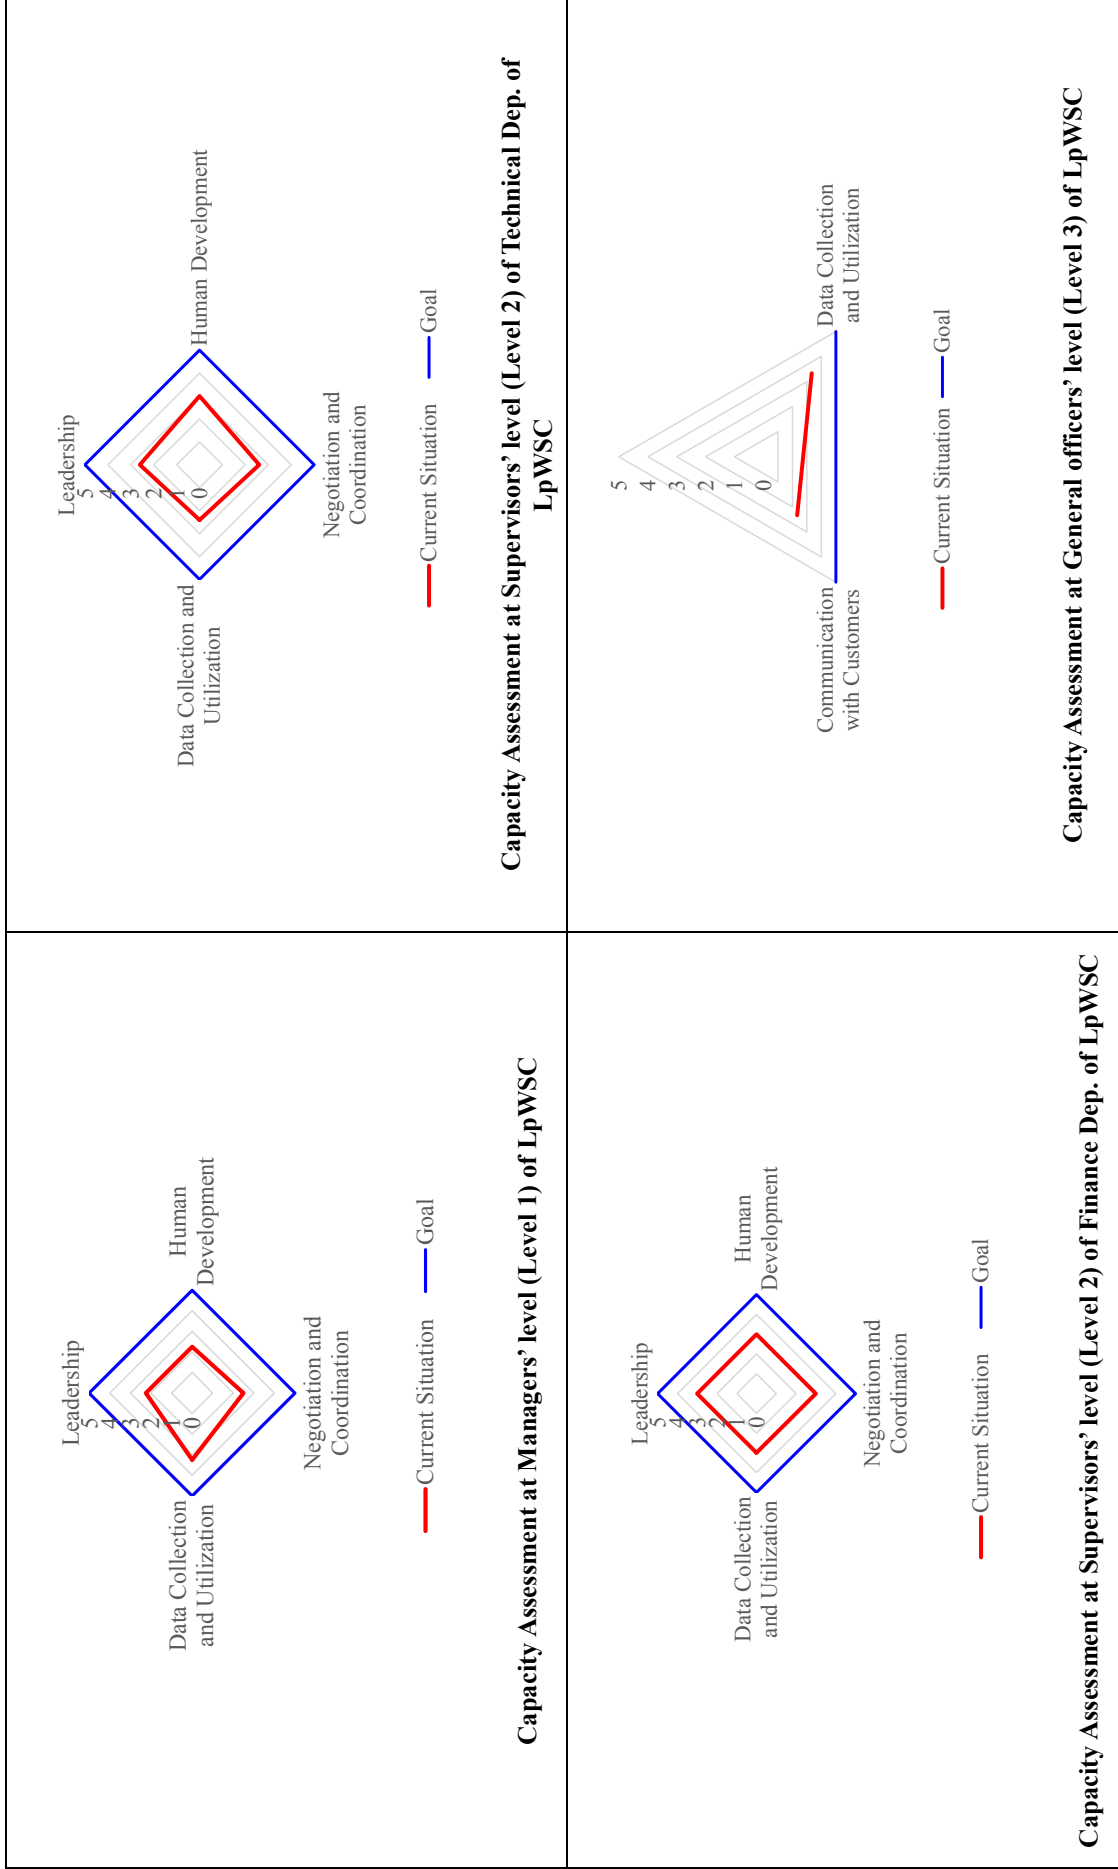 Leadership
5
4
3
2
1
0
Human
Development
Data Collection
and Utilization
Negotiation and
Coordination
Current Situation
Goal
Capacity Assessment at Managers' level (Level 1) of LpWSC
Leadership
5
4
3
2
1
0
Human Development
Data Collection and
Utilization
Negotiation and
Coordination
Current Situation
Goal
Capacity Assessment at Supervisors' level (Level 2) of Technical Dep. of
LpWSC
Leadership
5
4
3
2
1
0
Human
Development
Data Collection
and Utilization
Negotiation and
Coordination
Current Situation
Goal
Capacity Assessment at Supervisors' level (Level 2) of Finance Dep. of LpWSC
5
4
3
2
1
0
Communication
with Customers
Data Collection
and Utilization
Current Situation
Goal
Capacity Assessment at General officers' level (Level 3) of LpWSC